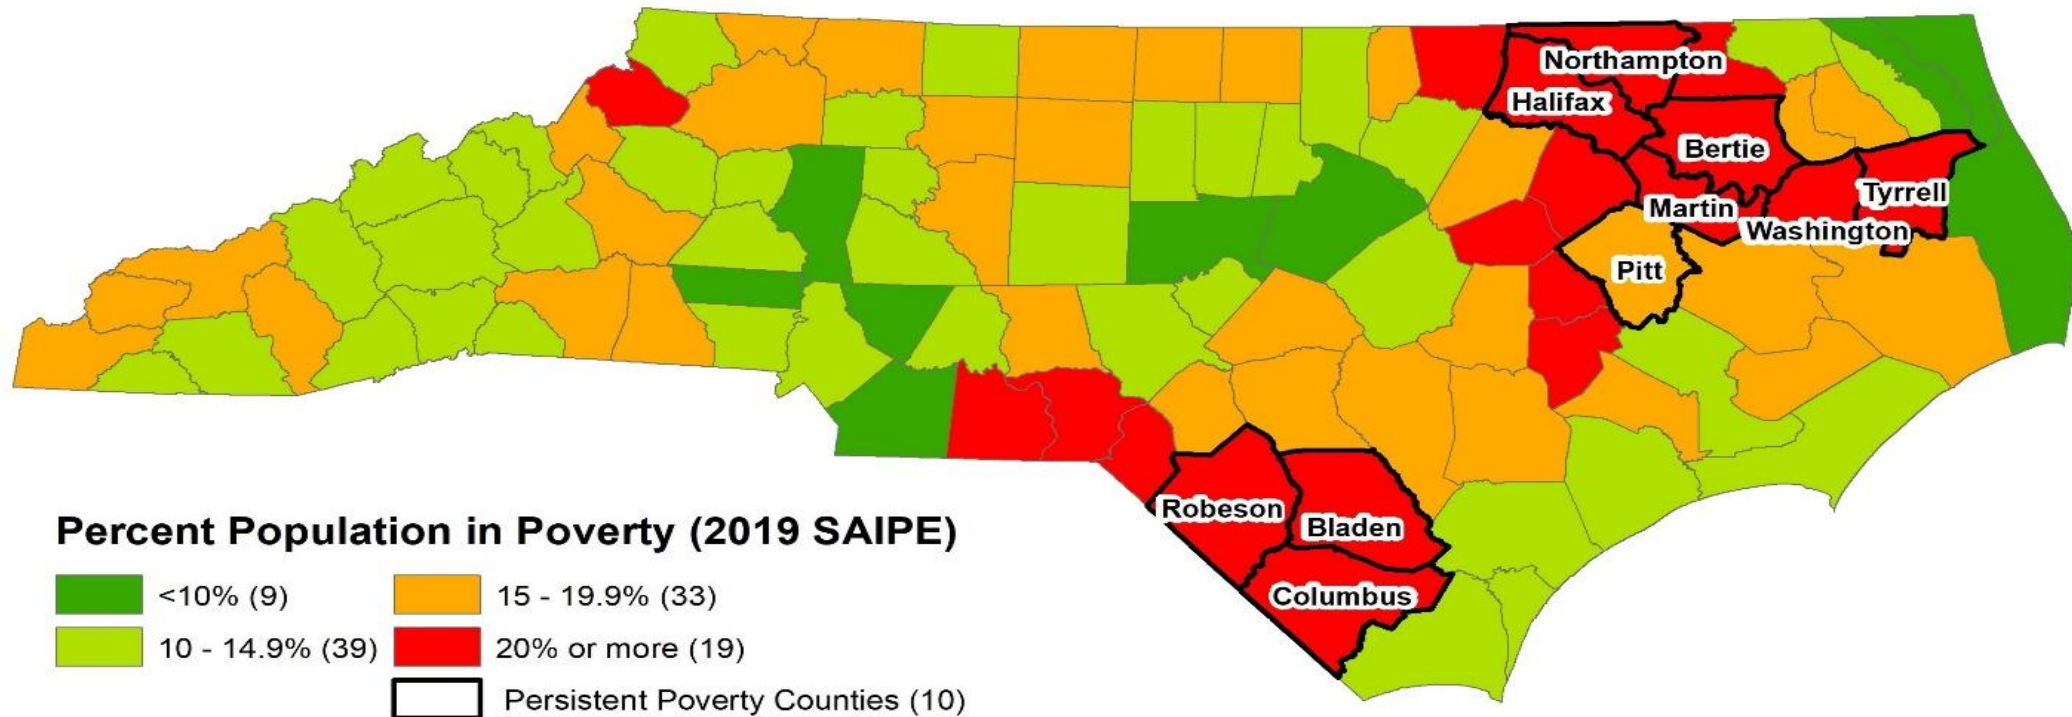 Northampton
Halifax
Bertie
Tyrrell
Martin
Washington
Pitt
Robeson
Bladen
Columbus
Percent Population in Poverty (2019 SAIPE)
<10% (9)
15 - 19.9% (33)
10 - 14.9% (39)
20% or more (19)
Persistent Poverty Counties (10)